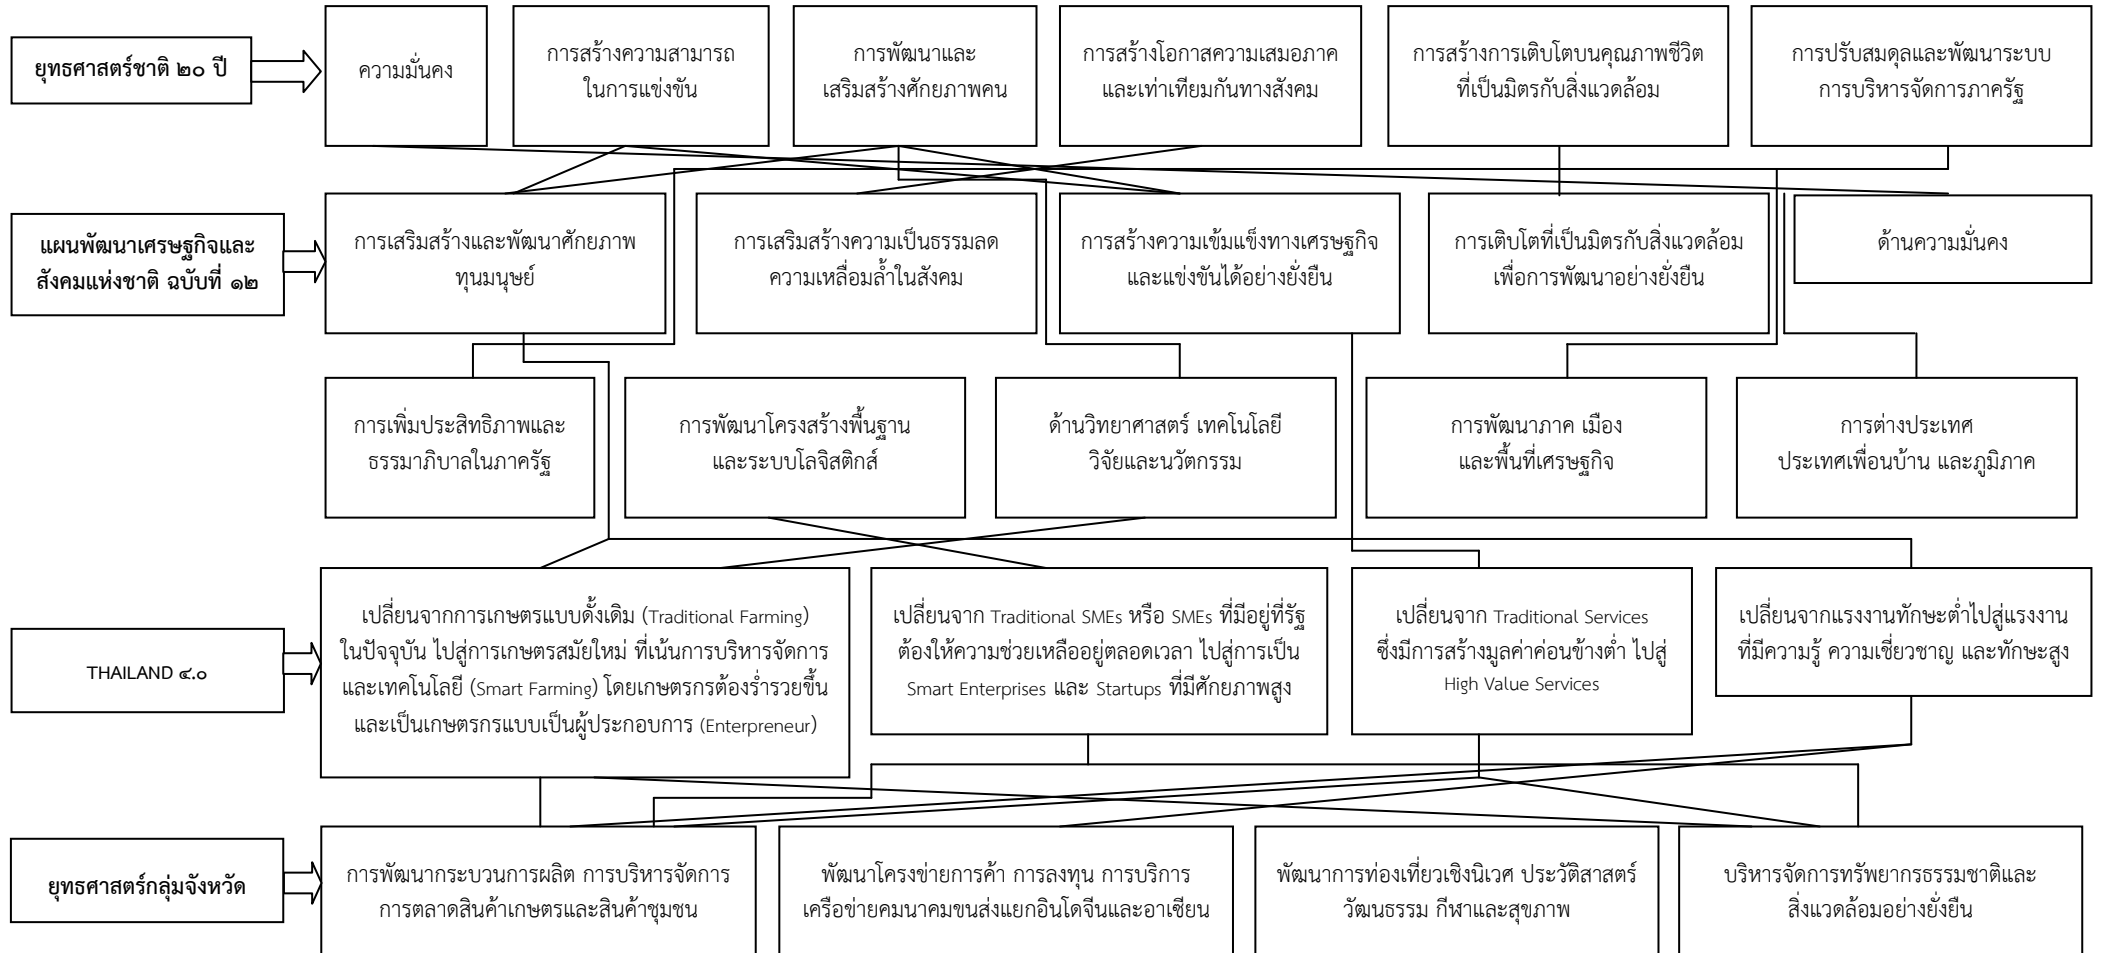 ยุทธศาสตร์ชาติ ๒๐ ปี
ความมั่นคง
การสร้างความสามารถ
ในการแข่งขัน
การพัฒนาและ
เสริมสร้างศักยภาพคน
การสร้างโอกาสความเสมอภาค
และเท่าเทียมกันทางสังคม
การสร้างการเติบโตบนคุณภาพชีวิต
ที่เป็นมิตรกับสิ่งแวดล้อม
การปรับสมดุลและพัฒนาระบบ
การบริหารจัดการภาครัฐ
แผนพัฒนาเศรษฐกิจและ
สังคมแห่งชาติ ฉบับที่ ๑๒
การเสริมสร้างและพัฒนาศักยภาพ
ทุนมนุษย์
การเสริมสร้างความเป็นธรรมลด
ความเหลื่อมล้ำในสังคม
การสร้างความเข้มแข็งทางเศรษฐกิจ
และแข่งขันได้อย่างยั่งยืน
การเติบโตที่เป็นมิตรกับสิ่งแวดล้อม
เพื่อการพัฒนาอย่างยั่งยืน
ด้านความมั่นคง
การเพิ่มประสิทธิภาพและ
ธรรมาภิบาลในภาครัฐ
การพัฒนาโครงสร้างพื้นฐาน
และระบบโลจิสติกส์
ด้านวิทยาศาสตร์ เทคโนโลยี
วิจัยและนวัตกรรม
การพัฒนาภาค เมือง
และพื้นที่เศรษฐกิจ
การต่างประเทศ
ประเทศเพื่อนบ้าน และภูมิภาค
THAILAND ๔.๐
เปลี่ยนจากการเกษตรแบบดั้งเดิม (Traditional Farming)
ในปัจจุบัน ไปสู่การเกษตรสมัยใหม่ ที่เน้นการบริหารจัดการ
และเทคโนโลยี (Smart Farming) โดยเกษตรกรต้องร่ำรวยขึ้น
และเป็นเกษตรกรแบบเป็นผู้ประกอบการ (Enterpreneur)
เปลี่ยนจาก Traditional SMEs หรือ SMEs ที่มีอยู่ที่รัฐ
ต้องให้ความช่วยเหลืออยู่ตลอดเวลา ไปสู่การเป็น
Smart Enterprises และ Startups ที่มีศักยภาพสูง
เปลี่ยนจาก Traditional Services
ซึ่งมีการสร้างมูลค่าค่อนข้างต่ำ ไปสู่
High Value Services
เปลี่ยนจากแรงงานทักษะต่ำไปสู่แรงงาน
ที่มีความรู้ ความเชี่ยวชาญ และทักษะสูง
ยุทธศาสตร์กลุ่มจังหวัด
การพัฒนากระบวนการผลิต การบริหารจัดการ
การตลาดสินค้าเกษตรและสินค้าชุมชน
พัฒนาโครงข่ายการค้า การลงทุน การบริการ
เครือข่ายคมนาคมขนส่งแยกอินโดจีนและอาเซียน
พัฒนาการท่องเที่ยวเชิงนิเวศ ประวัติสาสตร์
วัฒนธรรม กีฬาและสุขภาพ
บริหารจัดการทรัพยากรธรรมชาติและ
สิ่งแวดล้อมอย่างยั่งยืน